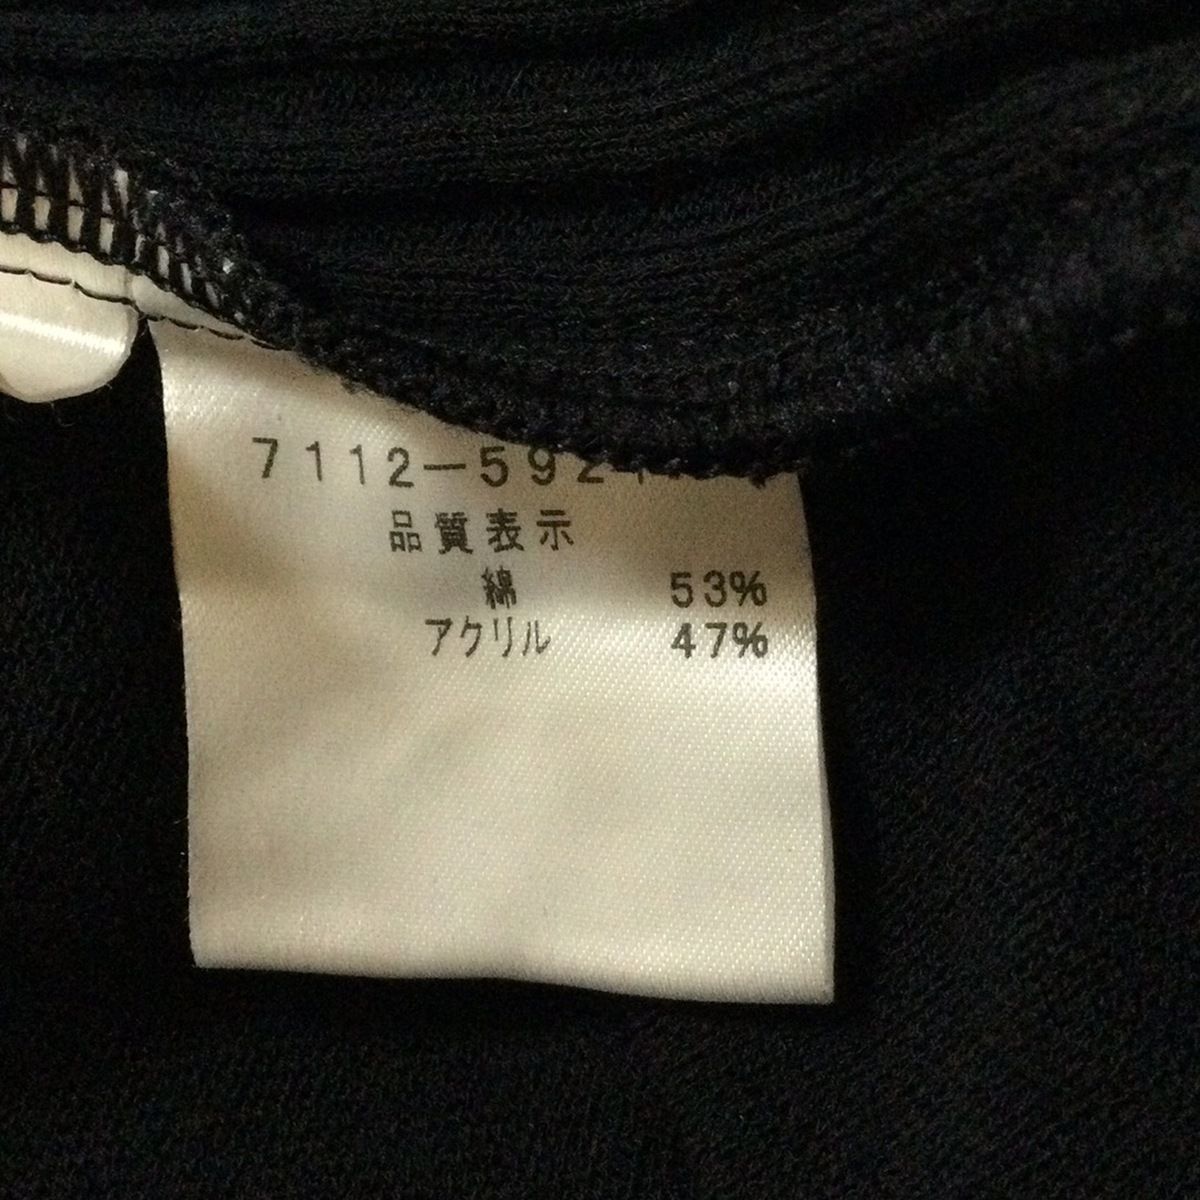 7112-592
品質表示
綿 53%
アクリル 47%